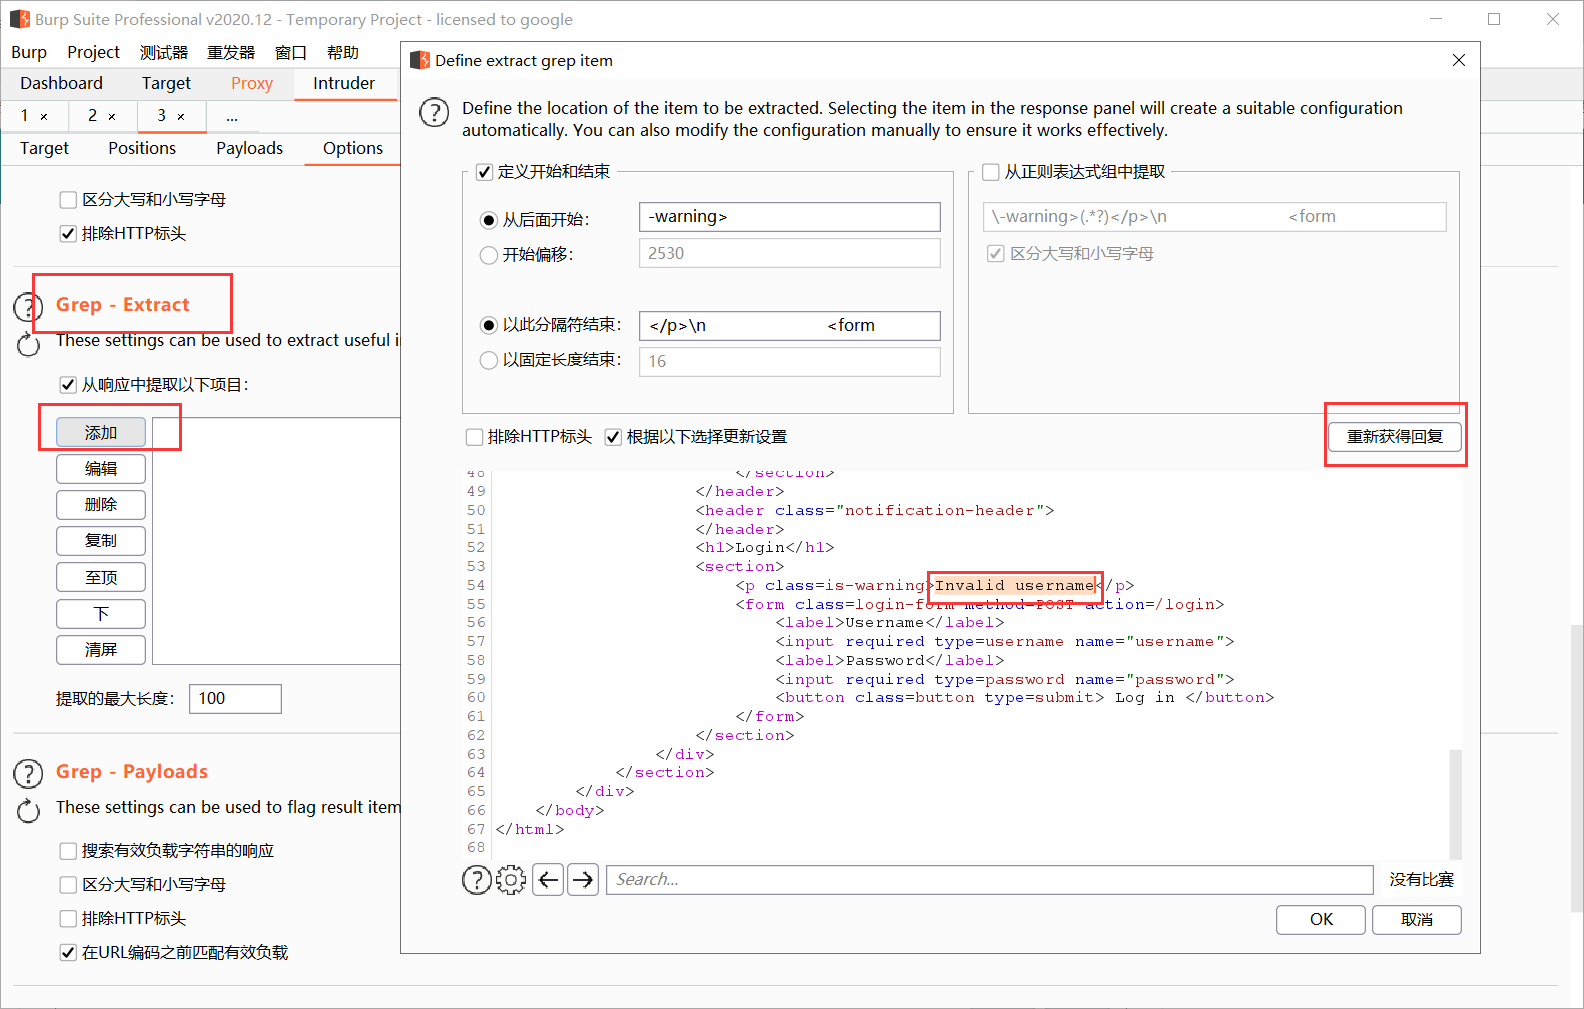 Burp Suite Professional v2020.12 - Temporary Project - licensed to google
Burp Project 测试器 重发器 窗口 帮助
Dashboard Target Proxy Intruder
1 × 2 × 3 × ...
Target Positions Payloads Options
区分大写和小写字母
排除HTTP标头
Grep - Extract
These settings can be used to extract useful i
从响应中提取以下项目:
添加
编辑
删除
复制
至顶
下
清屏
提取的最大长度: 100
Grep - Payloads
These settings can be used to flag result item
搜索有效负载字符串的响应
区分大写和小写字母
排除HTTP标头
在URL编码之前匹配有效负载
Define extract grep item
Define the location of the item to be extracted. Selecting the item in the response panel will create a suitable configuration
automatically. You can also modify the configuration manually to ensure it works effectively.
定义开始和结束
从后面开始: -warning>
开始偏移: 2530
以此分隔符结束: </p>\n <form
以固定长度结束: 16
从正则表达式组中提取
\-warning>(.*?)</p>\n <form
区分大写和小写字母
排除HTTP标头 根据以下选择更新设置
重新获得回复
48 </section>
49 </header>
50 <header class="notification-header">
51 </header>
52 <h1>Login</h1>
53 <section>
54 <p class=is-warning>Invalid username</p>
55 <form class=login-form method=POST action=/login>
56 <label>Username</label>
57 <input required type=username name="username">
58 <label>Password</label>
59 <input required type=password name="password">
60 <button class=button type=submit> Log in </button>
61 </form>
62 </section>
63 </div>
64 </section>
65 </div>
66 </body>
67 </html>
68
Search... 没有比赛
OK 取消